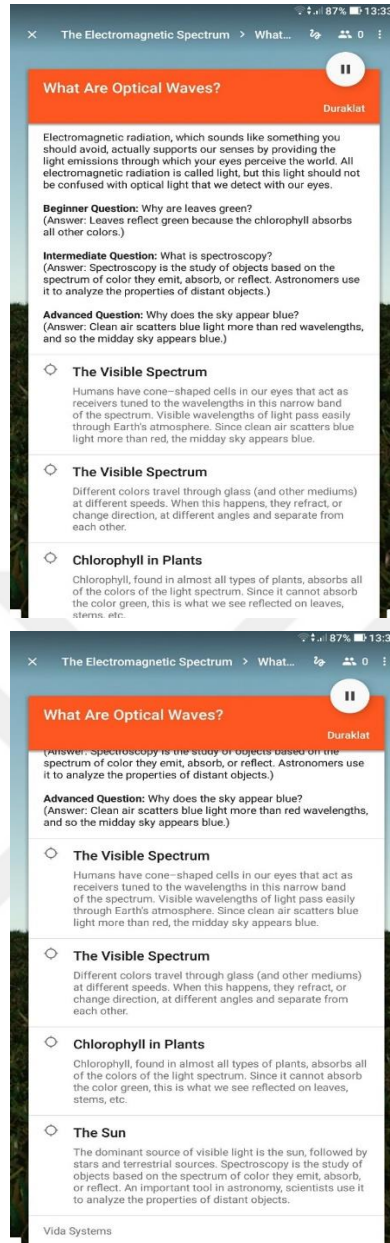 87% 13:33
× The Electromagnetic Spectrum > What... 0
What Are Optical Waves?
Duraklat
Electromagnetic radiation, which sounds like something you
should avoid, actually supports our senses by providing the
light emissions through which your eyes perceive the world. All
electromagnetic radiation is called light, but this light should not
be confused with optical light that we detect with our eyes.
Beginner Question: Why are leaves green?
(Answer: Leaves reflect green because the chlorophyll absorbs
all other colors.)
Intermediate Question: What is spectroscopy?
(Answer: Spectroscopy is the study of objects based on the
spectrum of color they emit, absorb, or reflect. Astronomers use
it to analyze the properties of distant objects.)
Advanced Question: Why does the sky appear blue?
(Answer: Clean air scatters blue light more than red wavelengths,
and so the midday sky appears blue.)
The Visible Spectrum
Humans have cone-shaped cells in our eyes that act as
receivers tuned to the wavelengths in this narrow band
of the spectrum. Visible wavelengths of light pass easily
through Earth's atmosphere. Since clean air scatters blue
light more than red, the midday sky appears blue.
The Visible Spectrum
Different colors travel through glass (and other mediums)
at different speeds. When this happens, they refract, or
change direction, at different angles and separate from
each other.
Chlorophyll in Plants
Chlorophyll, found in almost all types of plants, absorbs all
of the colors of the light spectrum. Since it cannot absorb
the color green, this is what we see reflected on leaves,
stems, etc.
87% 13:3
× The Electromagnetic Spectrum > What... 0
What Are Optical Waves?
Duraklat
(Answer: Spectroscopy is the study of objects based on the
spectrum of color they emit, absorb, or reflect. Astronomers use
it to analyze the properties of distant objects.)
Advanced Question: Why does the sky appear blue?
(Answer: Clean air scatters blue light more than red wavelengths,
and so the midday sky appears blue.)
The Visible Spectrum
Humans have cone-shaped cells in our eyes that act as
receivers tuned to the wavelengths in this narrow band
of the spectrum. Visible wavelengths of light pass easily
through Earth's atmosphere. Since clean air scatters blue
light more than red, the midday sky appears blue.
The Visible Spectrum
Different colors travel through glass (and other mediums)
at different speeds. When this happens, they refract, or
change direction, at different angles and separate from
each other.
Chlorophyll in Plants
Chlorophyll, found in almost all types of plants, absorbs all
of the colors of the light spectrum. Since it cannot absorb
the color green, this is what we see reflected on leaves,
stems, etc.
The Sun
The dominant source of visible light is the sun, followed by
stars and terrestrial sources. Spectroscopy is the study of
objects based on the spectrum of color they emit, absorb,
or reflect. An important tool in astronomy, scientists use it
to analyze the properties of distant objects.
Vida Systems